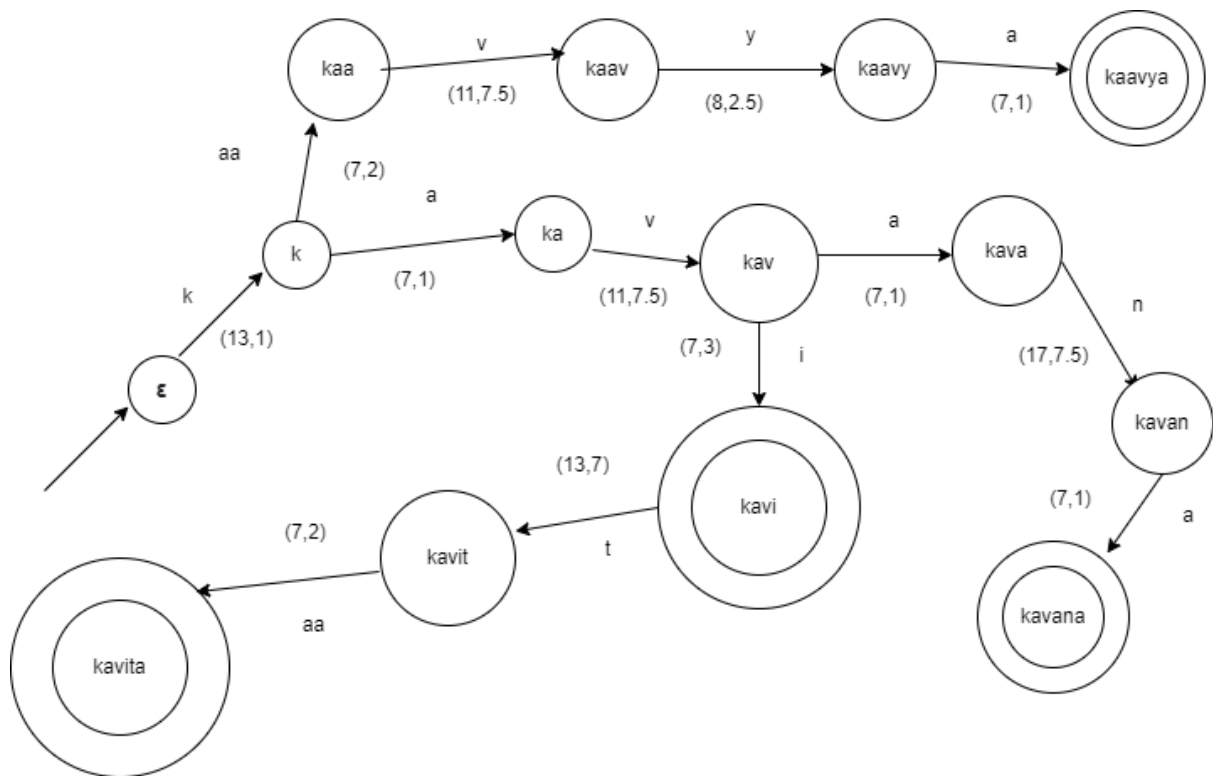 kaa
v
(11,7.5)
kaav
y
(8,2.5)
kaavy
a
(7,1)
kaavya
aa
(7,2)
k
a
(7,1)
ka
v
(11,7.5)
kav
a
(7,1)
kava
n
(17,7.5)
kavan
k
(13,1)
ε
(7,3)
i
kavi
(7,1)
a
kavana
(13,7)
t
kavit
(7,2)
aa
kavita